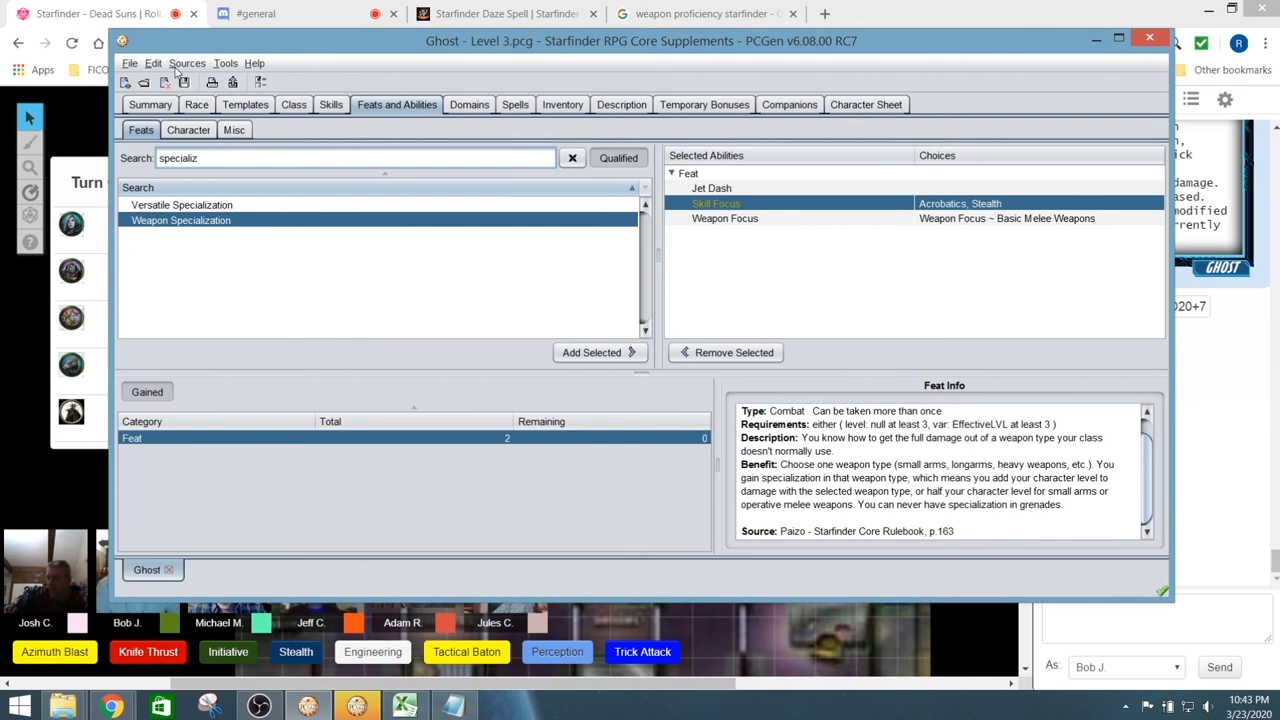 Starfinder - Dead Suns | Roll
#general
Starfinder Daze Spell | Starfinder
weapon proficiency starfinder - G
Apps
FICO
Other bookmarks
R
Ghost - Level 3.pcg - Starfinder RPG Core Supplements - PCGen v6.08.00 RC7
File Edit Sources Tools Help
Summary Race Templates Class Skills Feats and Abilities Domains Spells Inventory Description Temporary Bonuses Companions Character Sheet
Feats Character Misc
Search: specializ Qualified
Search
Versatile Specialization
Weapon Specialization
Add Selected
Selected Abilities Choices
Feat
Jet Dash
Skill Focus Acrobatics, Stealth
Weapon Focus Weapon Focus ~ Basic Melee Weapons
Remove Selected
Turn
ick
damage.
ased.
modified
rrently
GHOST
020+7
Gained
Category Total Remaining
Feat 2 0
Feat Info
Type: Combat Can be taken more than once
Requirements: either ( level: null at least 3, var: EffectiveLVL at least 3 )
Description: You know how to get the full damage out of a weapon type your class
doesn't normally use.
Benefit: Choose one weapon type (small arms, longarms, heavy weapons, etc.). You
gain specialization in that weapon type, which means you add your character level to
damage with the selected weapon type, or half your character level for small arms or
operative melee weapons. You can never have specialization in grenades.
Source: Paizo - Starfinder Core Rulebook, p.163
Ghost
Josh C. Bob J. Michael M. Jeff C. Adam R. Jules C.
Azimuth Blast Knife Thrust Initiative Stealth Engineering Tactical Baton Perception Trick Attack
As: Bob J. Send
10:43 PM
3/23/2020